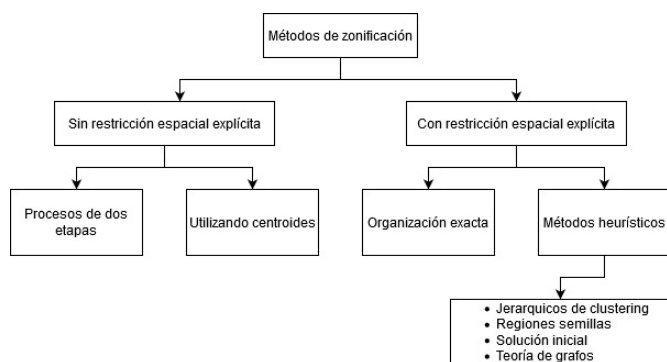 Métodos de zonificación
Sin restricción espacial explícita
Con restricción espacial explícita
Procesos de dos
etapas
Utilizando centroides
Organización exacta
Métodos heurísticos
• Jerarquicos de clustering
• Regiones semillas
• Solución inicial
• Teoría de grafos